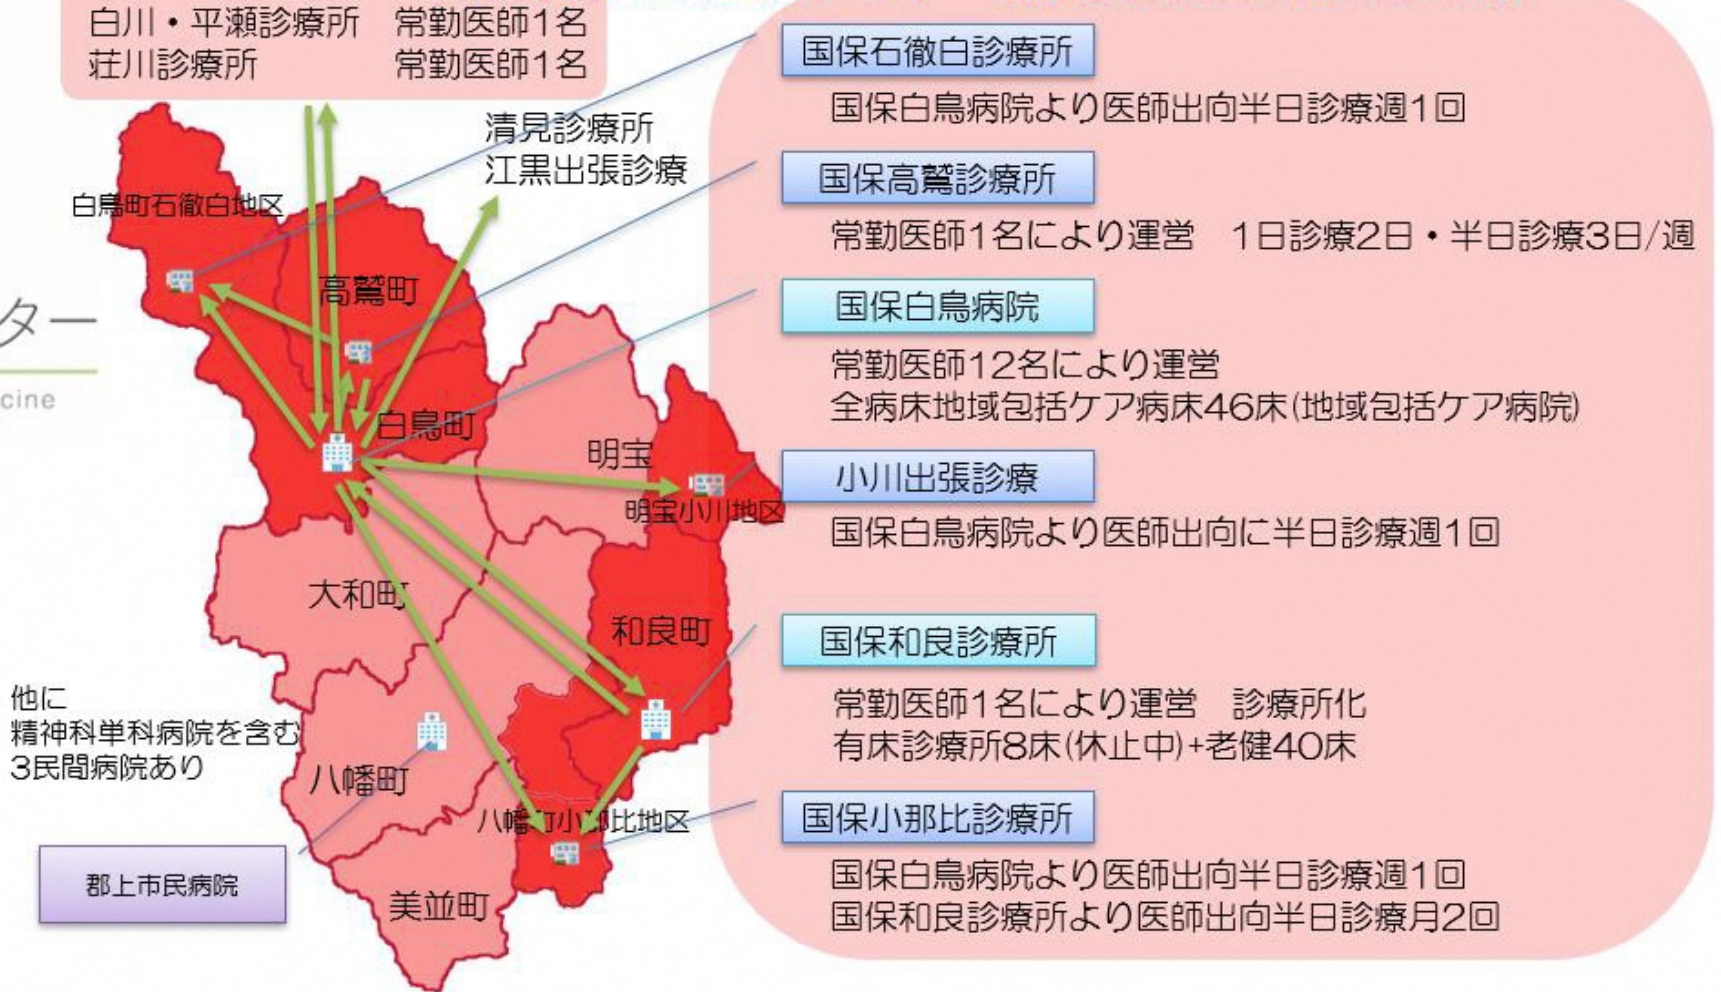 白川・平瀬診療所 常勤医師1名
荘川診療所 常勤医師1名
清見診療所
江黒出張診療
白鳥町石徹白地区
高鷲町
白鳥町
明宝
明宝小川地区
大和町
和良町
八幡町
八幡町小那比地区
美並町
ター
cine
他に
精神科単科病院を含む
3民間病院あり
郡上市民病院
国保石徹白診療所
国保白鳥病院より医師出向半日診療週1回
国保高鷲診療所
常勤医師1名により運営 1日診療2日・半日診療3日/週
国保白鳥病院
常勤医師12名により運営
全病床地域包括ケア病床46床(地域包括ケア病院)
小川出張診療
国保白鳥病院より医師出向に半日診療週1回
国保和良診療所
常勤医師1名により運営 診療所化
有床診療所8床(休止中)+老健40床
国保小那比診療所
国保白鳥病院より医師出向半日診療週1回
国保和良診療所より医師出向半日診療月2回